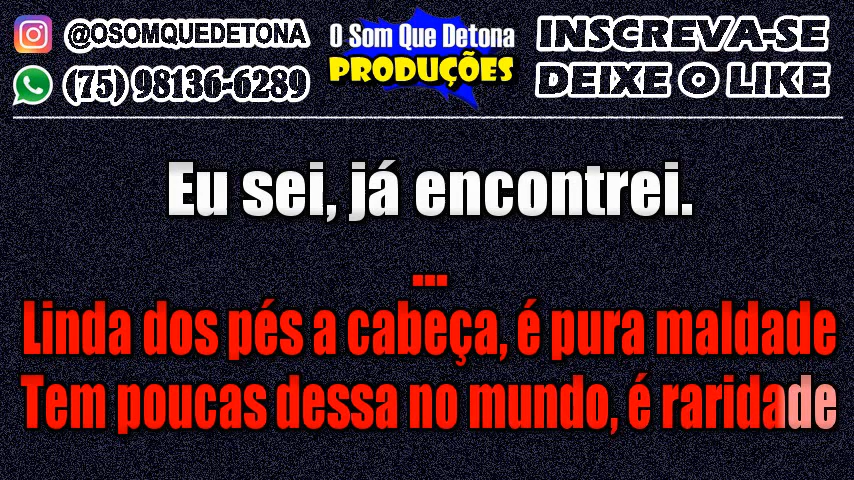 @OSOMQUEDETONA
(75) 98136-6289
O Som Que Detona
PRODUÇÕES
INSCREVA-SE
DEIXE O LIKE
Eu sei, já encontrei.
...
Linda dos pés a cabeça, é pura maldade
Tem poucas dessa no mundo, é raridade